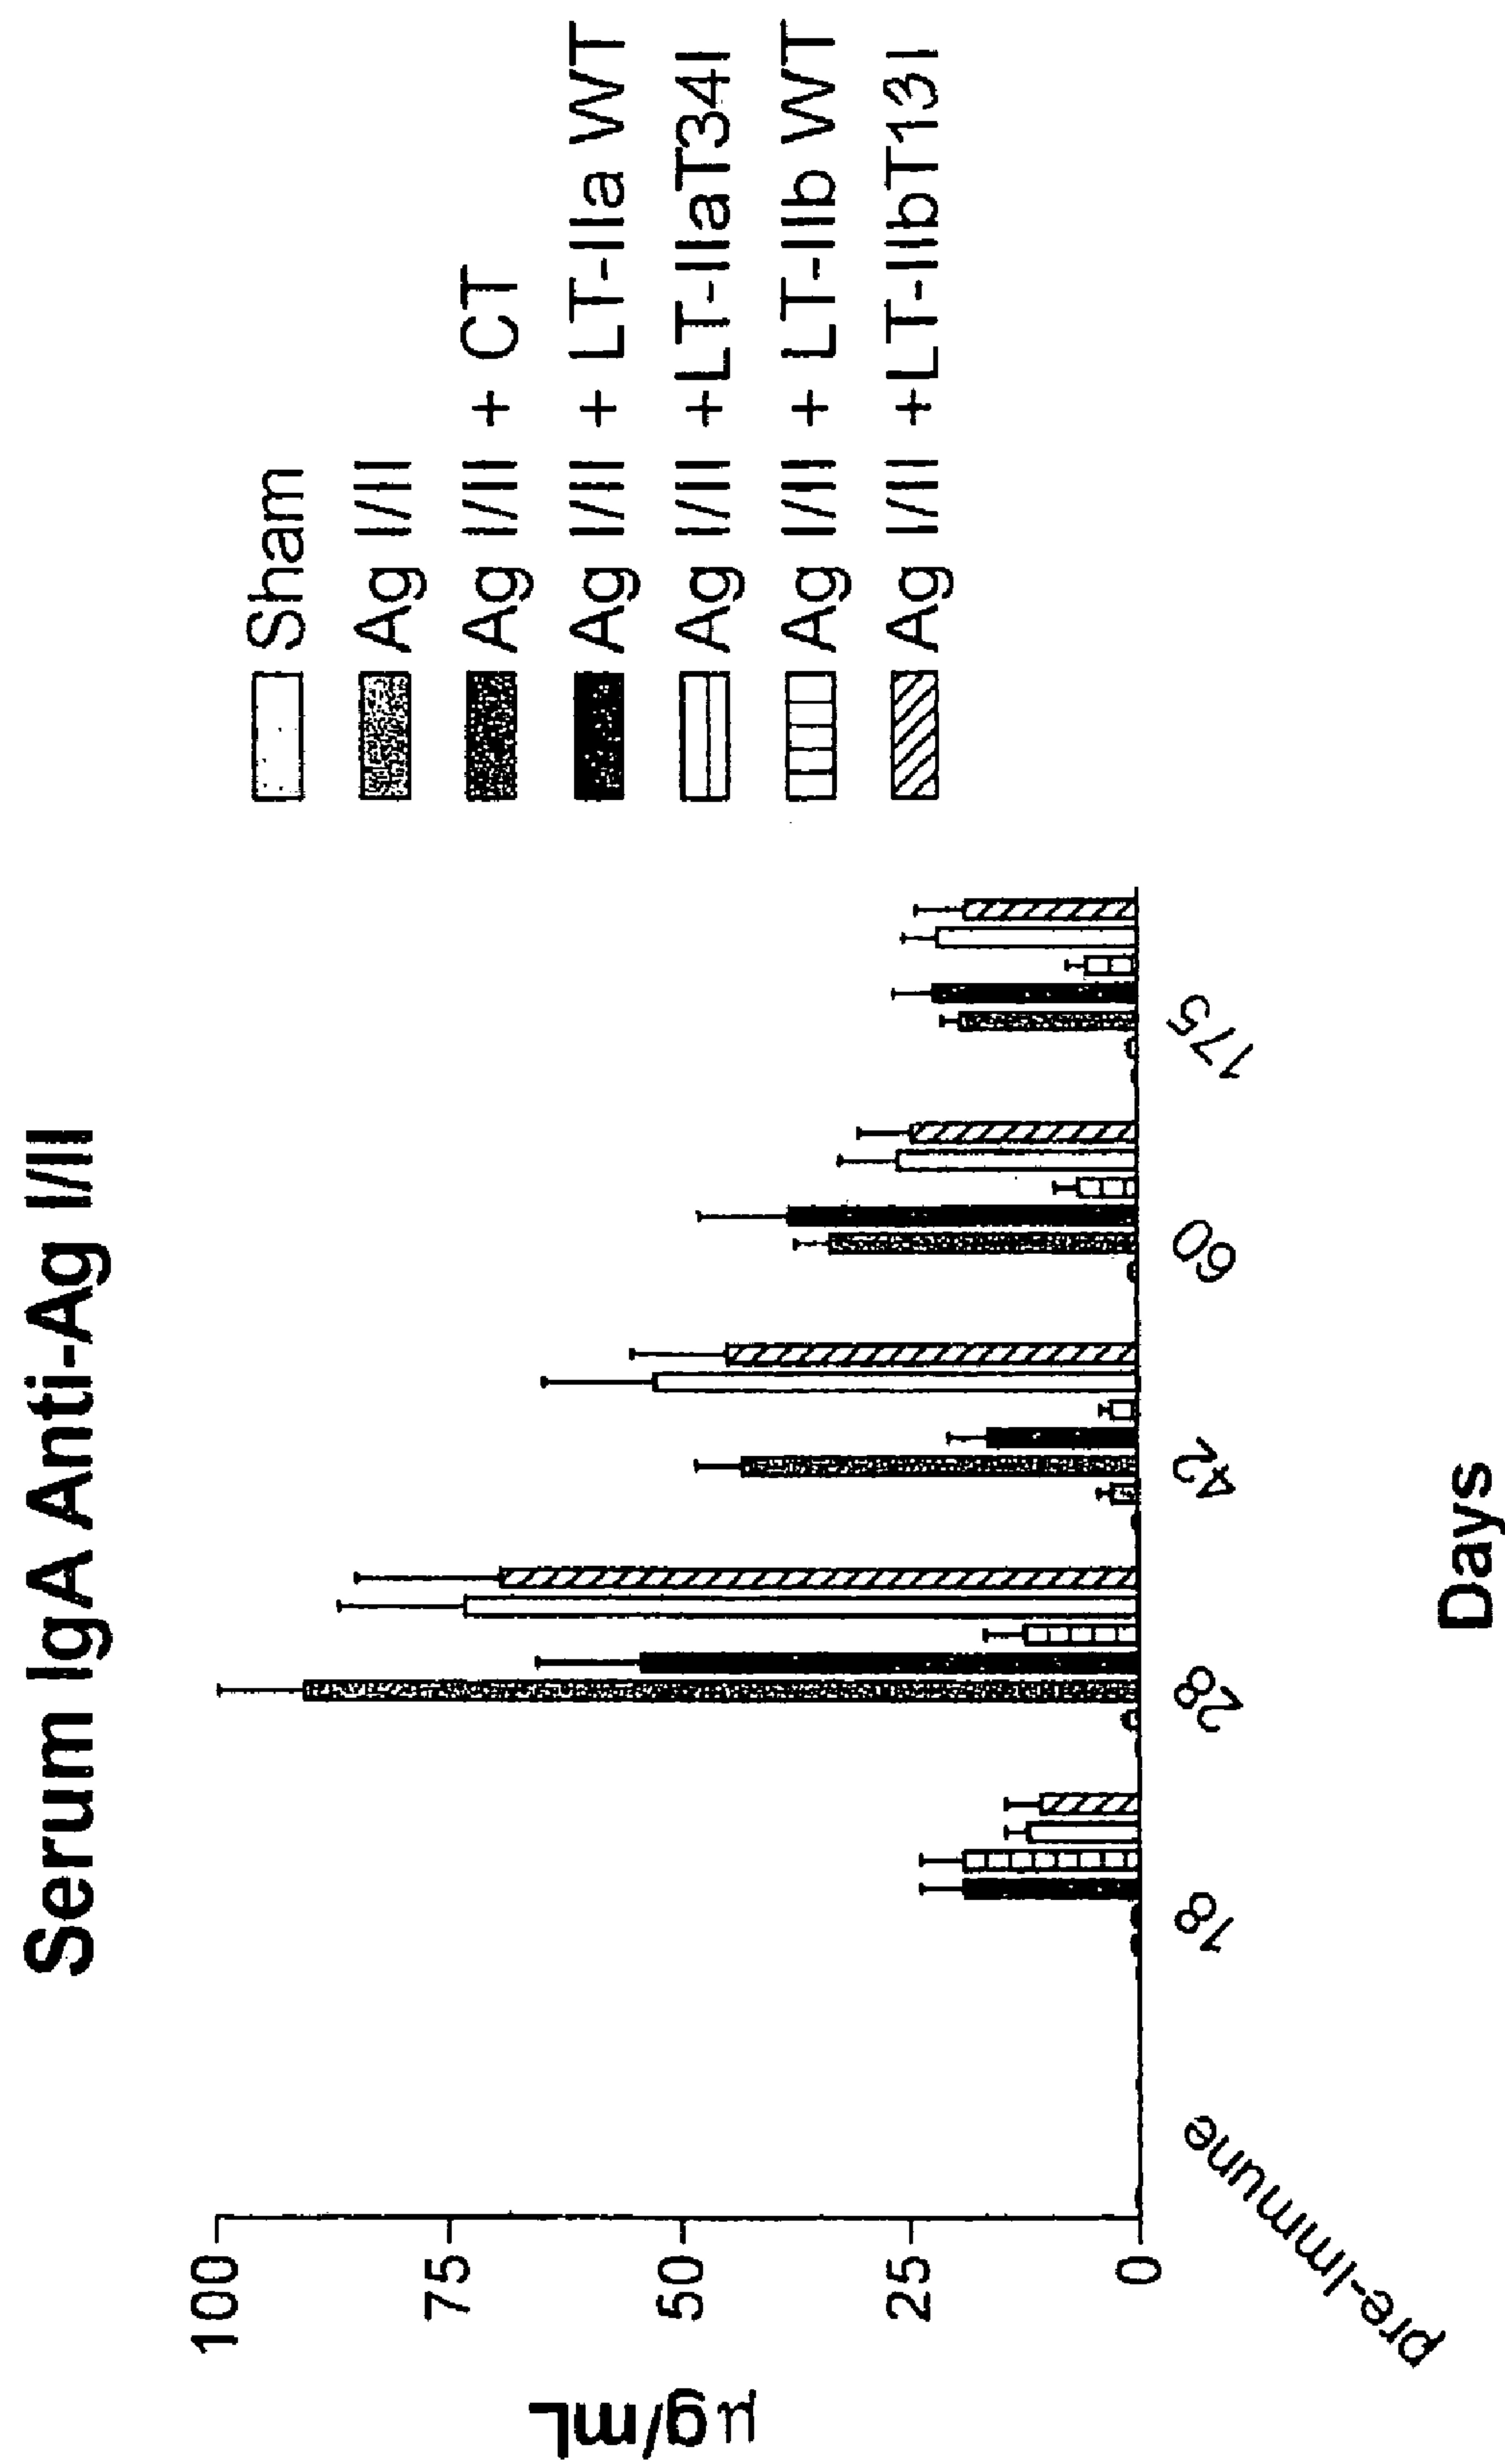 Serum IgA Anti-Ag I/II
Sham
Ag I/II
Ag I/II + CT
Ag I/II + LT-IIa WT
Ag I/II +LT-IIaT34I
Ag I/II + LT-IIb WT
Ag I/II +LT-IIbT13I
µg/mL
100
75
50
25
0
pre-Immune
18
28
42
60
175
Days